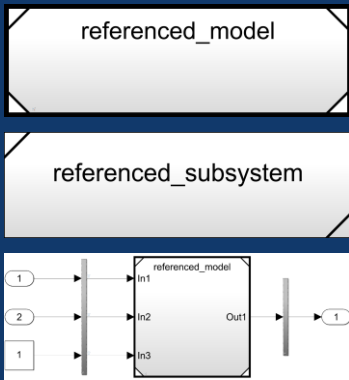 referenced_model
referenced_subsystem
referenced_model
1 In1
2 In2 Out1 1
1 In3